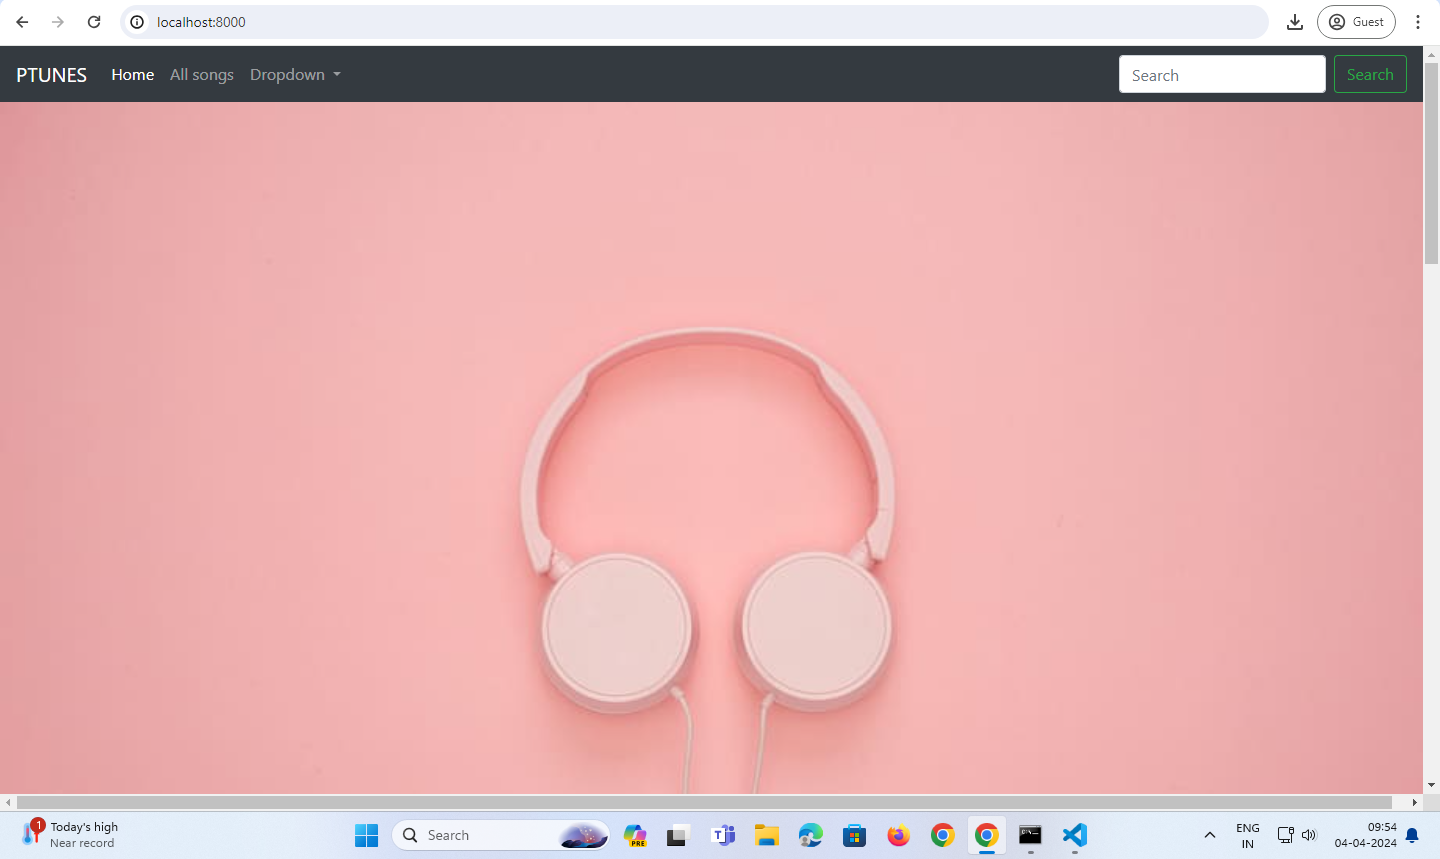 localhost:8000
Guest
PTUNES Home All songs Dropdown Search Search
1 Today's high
Near record
Search
PRE
T
ENG
IN
09:54
04-04-2024